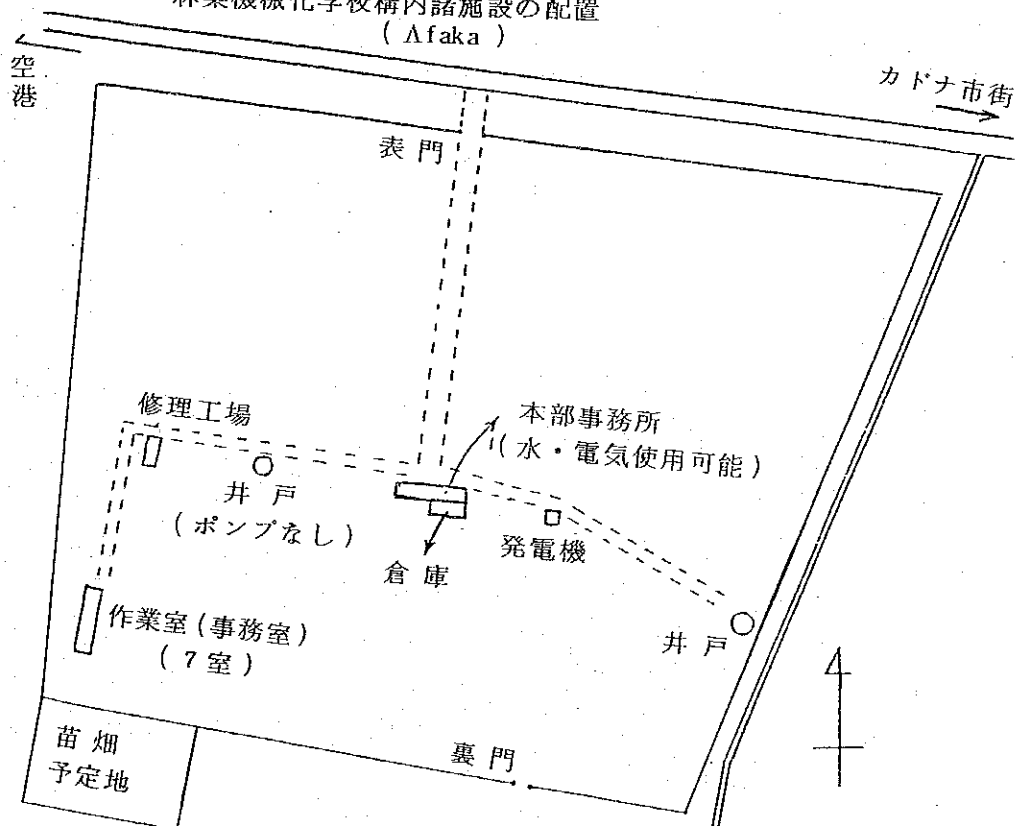 林業機械化学校構内諸施設の配置
( Afaka )
空港
カドナ市街
表門
修理工場
本部事務所
(水・電気使用可能)
井戸
(ポンプなし)
発電機
倉庫
作業室(事務室)
(7室)
井戸
苗畑
予定地
裏門